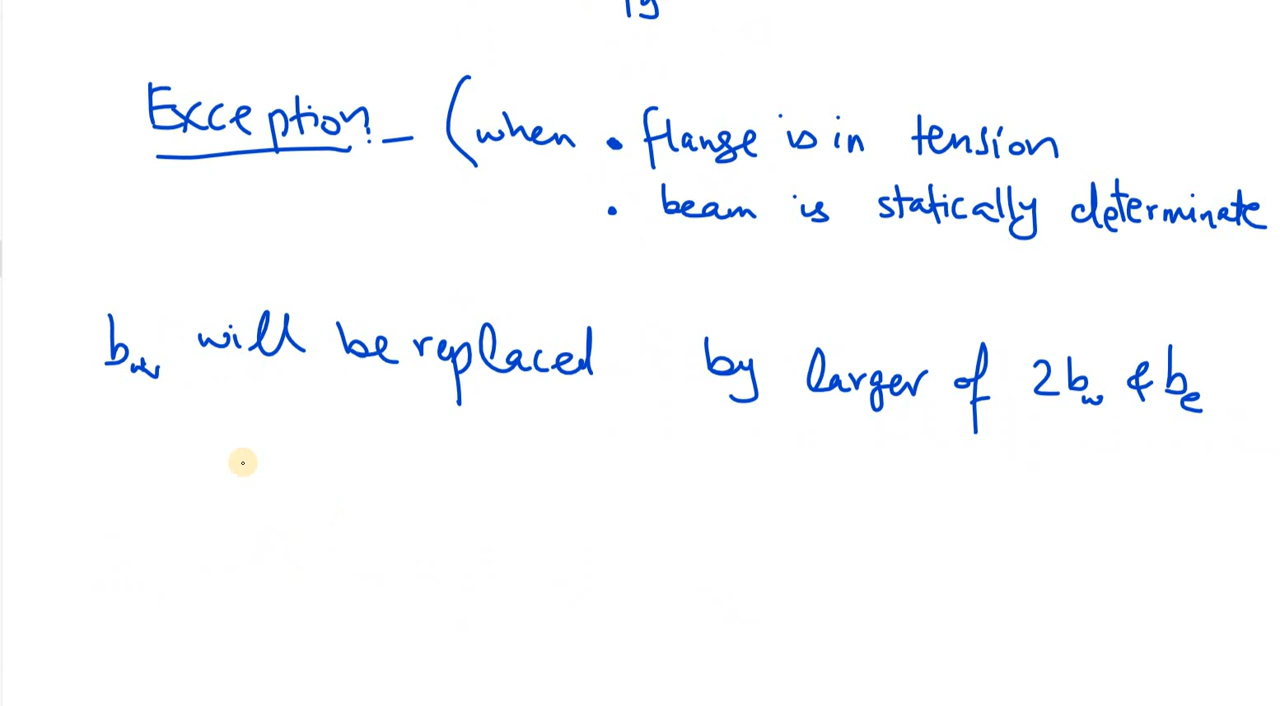 Exception:- (when • flange is in tension
• beam is statically determinate
bw will be replaced by larger of 2bw & be